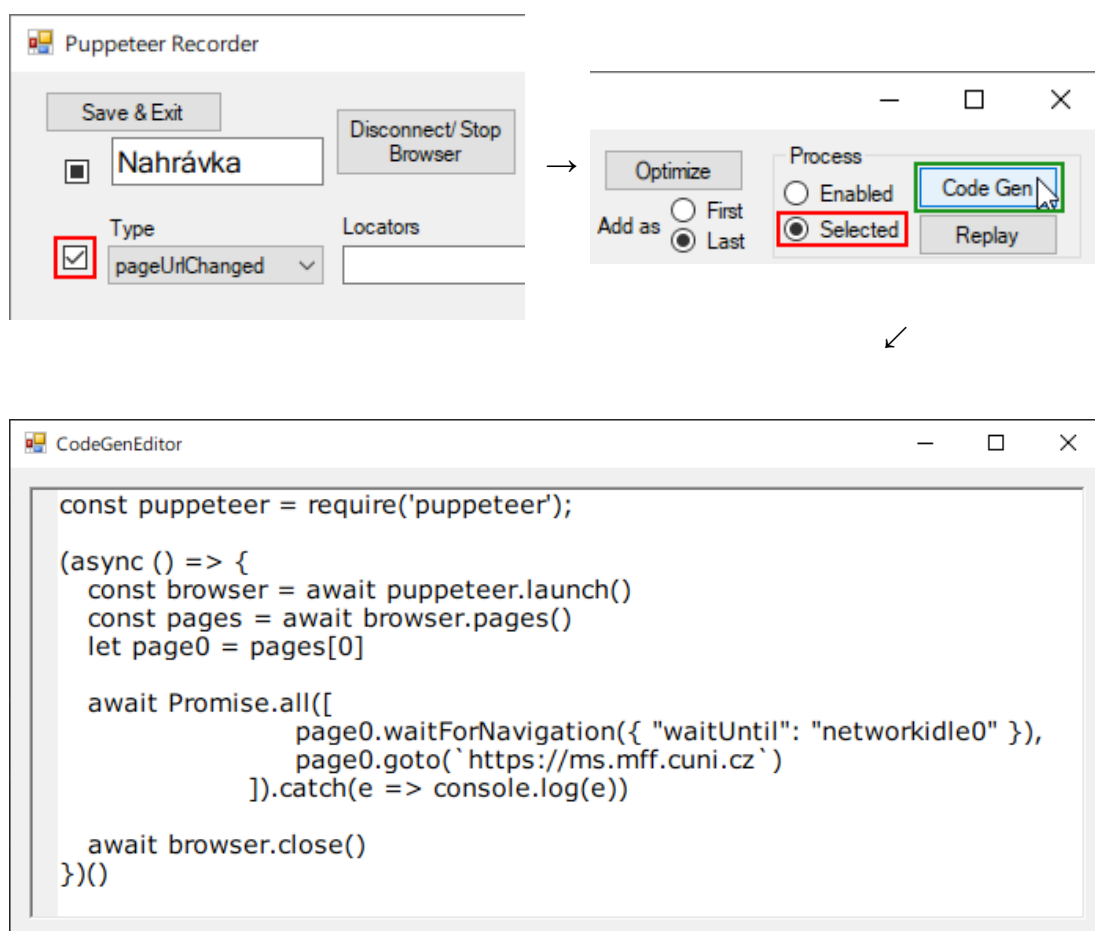 Puppeteer Recorder
Save & Exit
Disconnect/ Stop
Browser
Nahrávka
Type
Locators
pageUrlChanged
→
Optimize
Process
Enabled
Code Gen
Add as
First
Last
Selected
Replay
↙
CodeGenEditor
const puppeteer = require('puppeteer');
(async () => {
const browser = await puppeteer.launch()
const pages = await browser.pages()
let page0 = pages[0]
await Promise.all([
page0.waitForNavigation({ "waitUntil": "networkidle0" }),
page0.goto(`https://ms.mff.cuni.cz`)
]).catch(e => console.log(e))
await browser.close()
})()